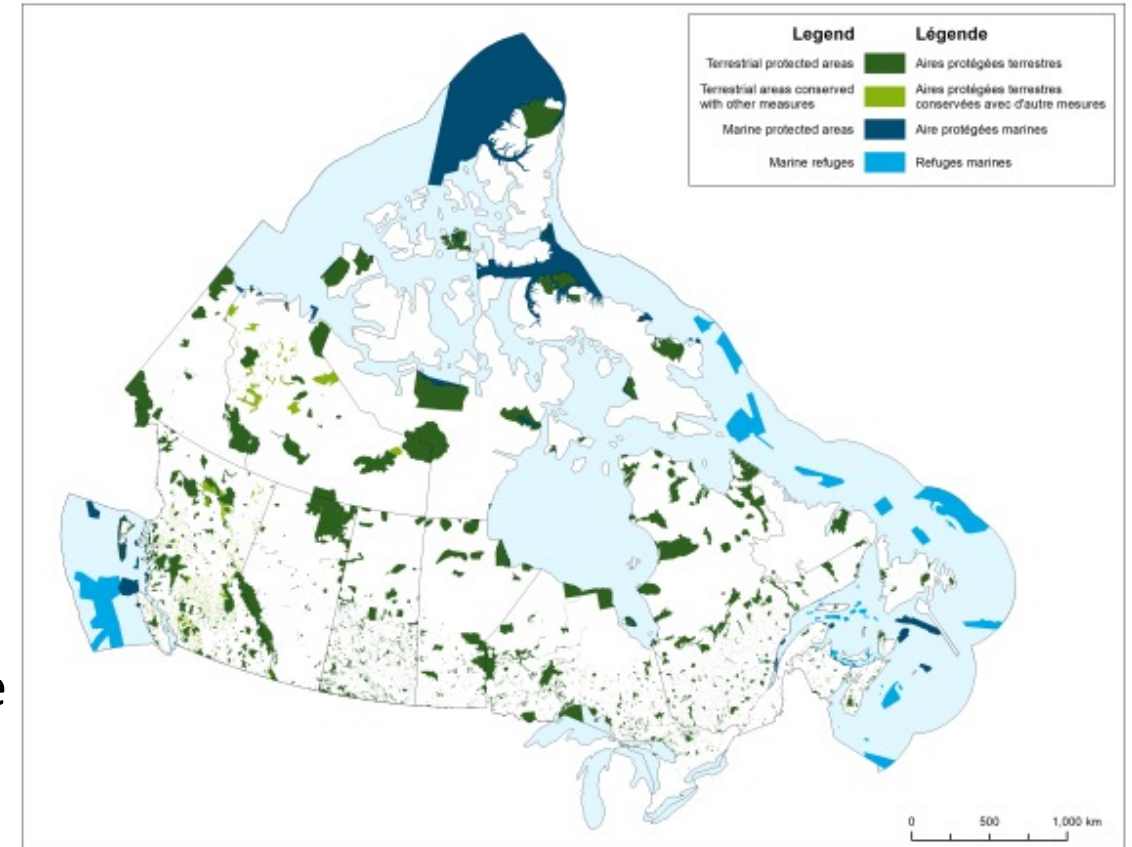 Legend Légende
Terrestrial protected areas Aires protégées terrestres
Terrestrial areas conserved Aires protégées terrestres
with other measures conservées avec d'autre mesures
Marine protected areas Aire protégées marines
Marine refuges Refuges marines
e
0 500 1,000 km